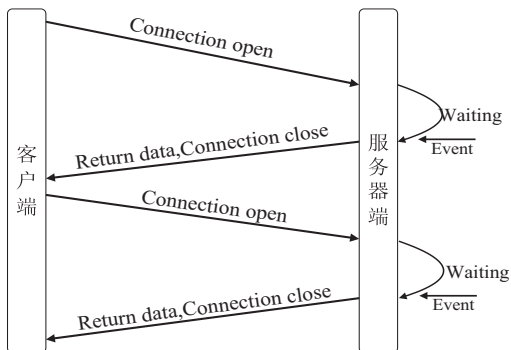 Connection open
Waiting
Event
Return data,Connection close
客户端
服务器端
Connection open
Waiting
Event
Return data,Connection close